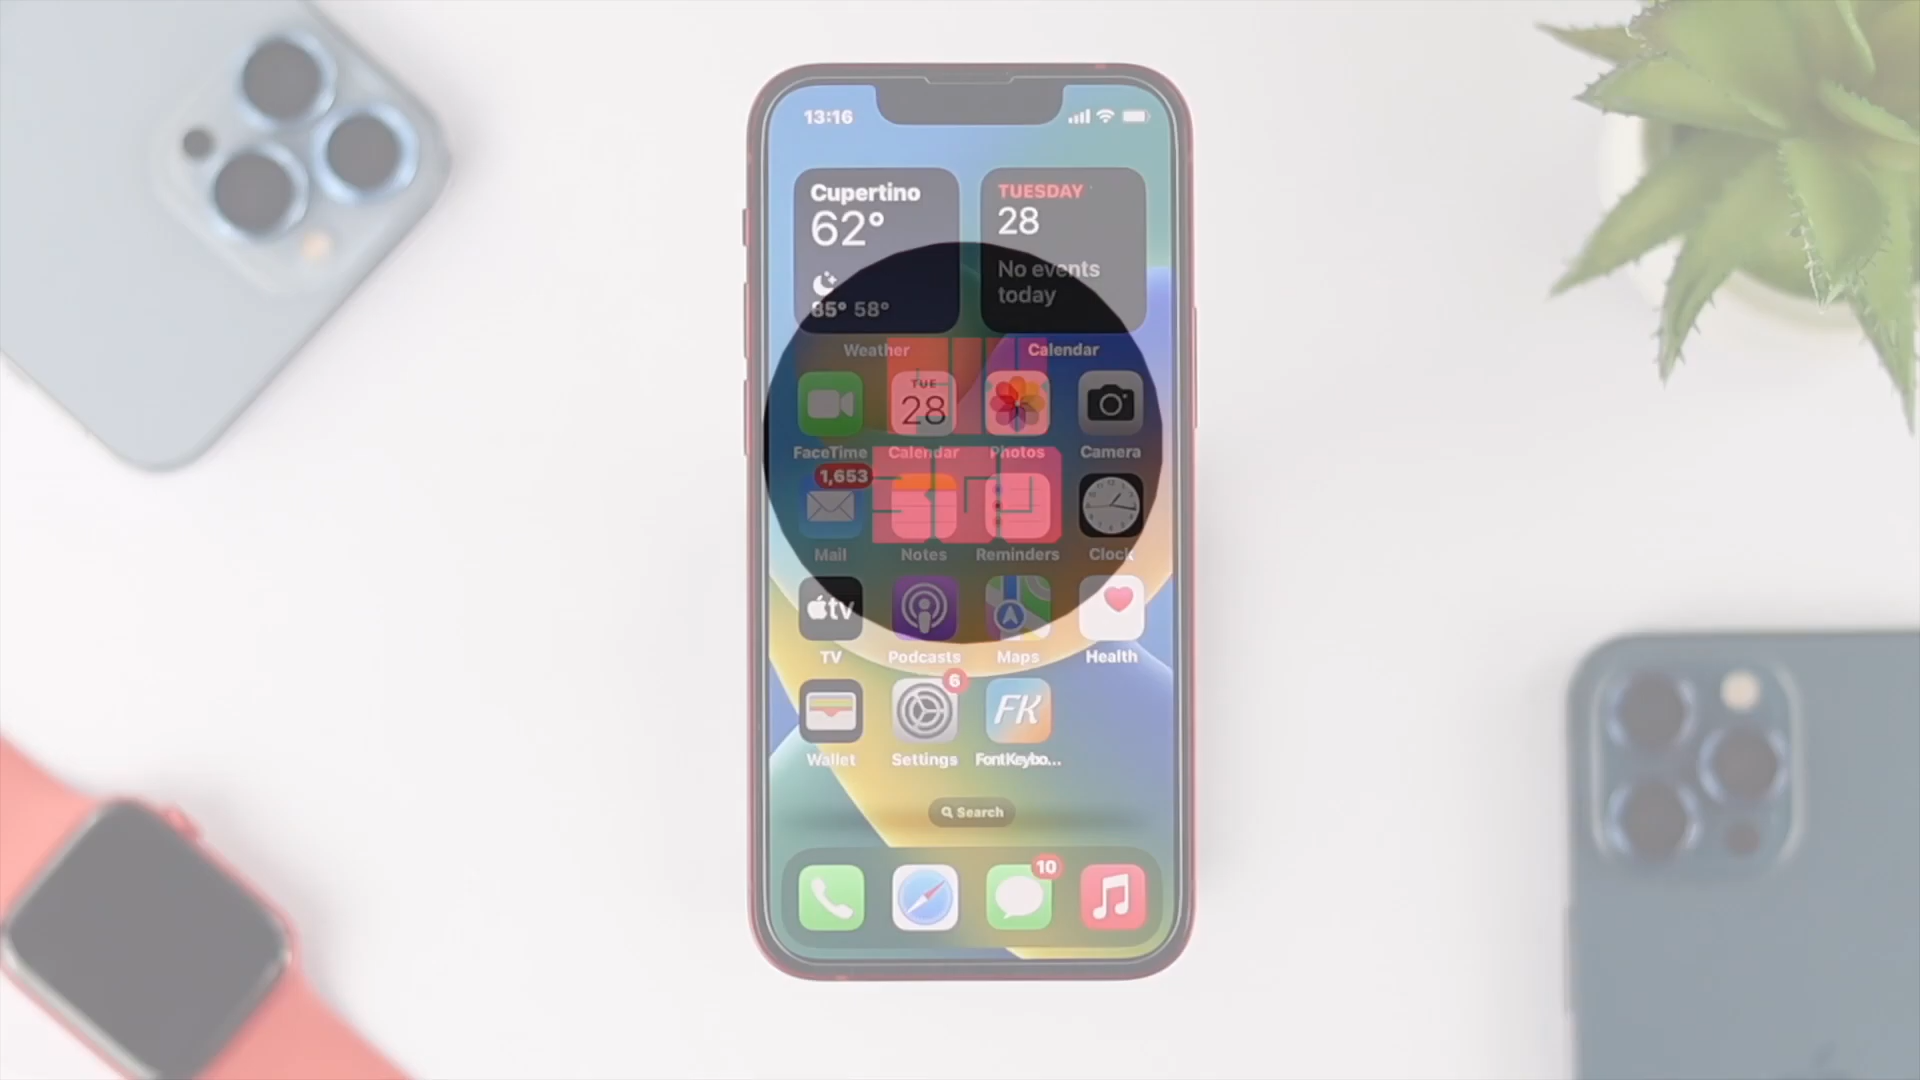 13:16
Cupertino
62°
85° 58°
Weather
TUESDAY
28
No events
today
Calendar
TUE
28
FaceTime
Calendar
Photos
Camera
1,653
Mail
Notes
Reminders
Clock
tv
TV
Podcasts
Maps
Health
6
FK
Wallet
Settings
FontKeybo...
Search
10